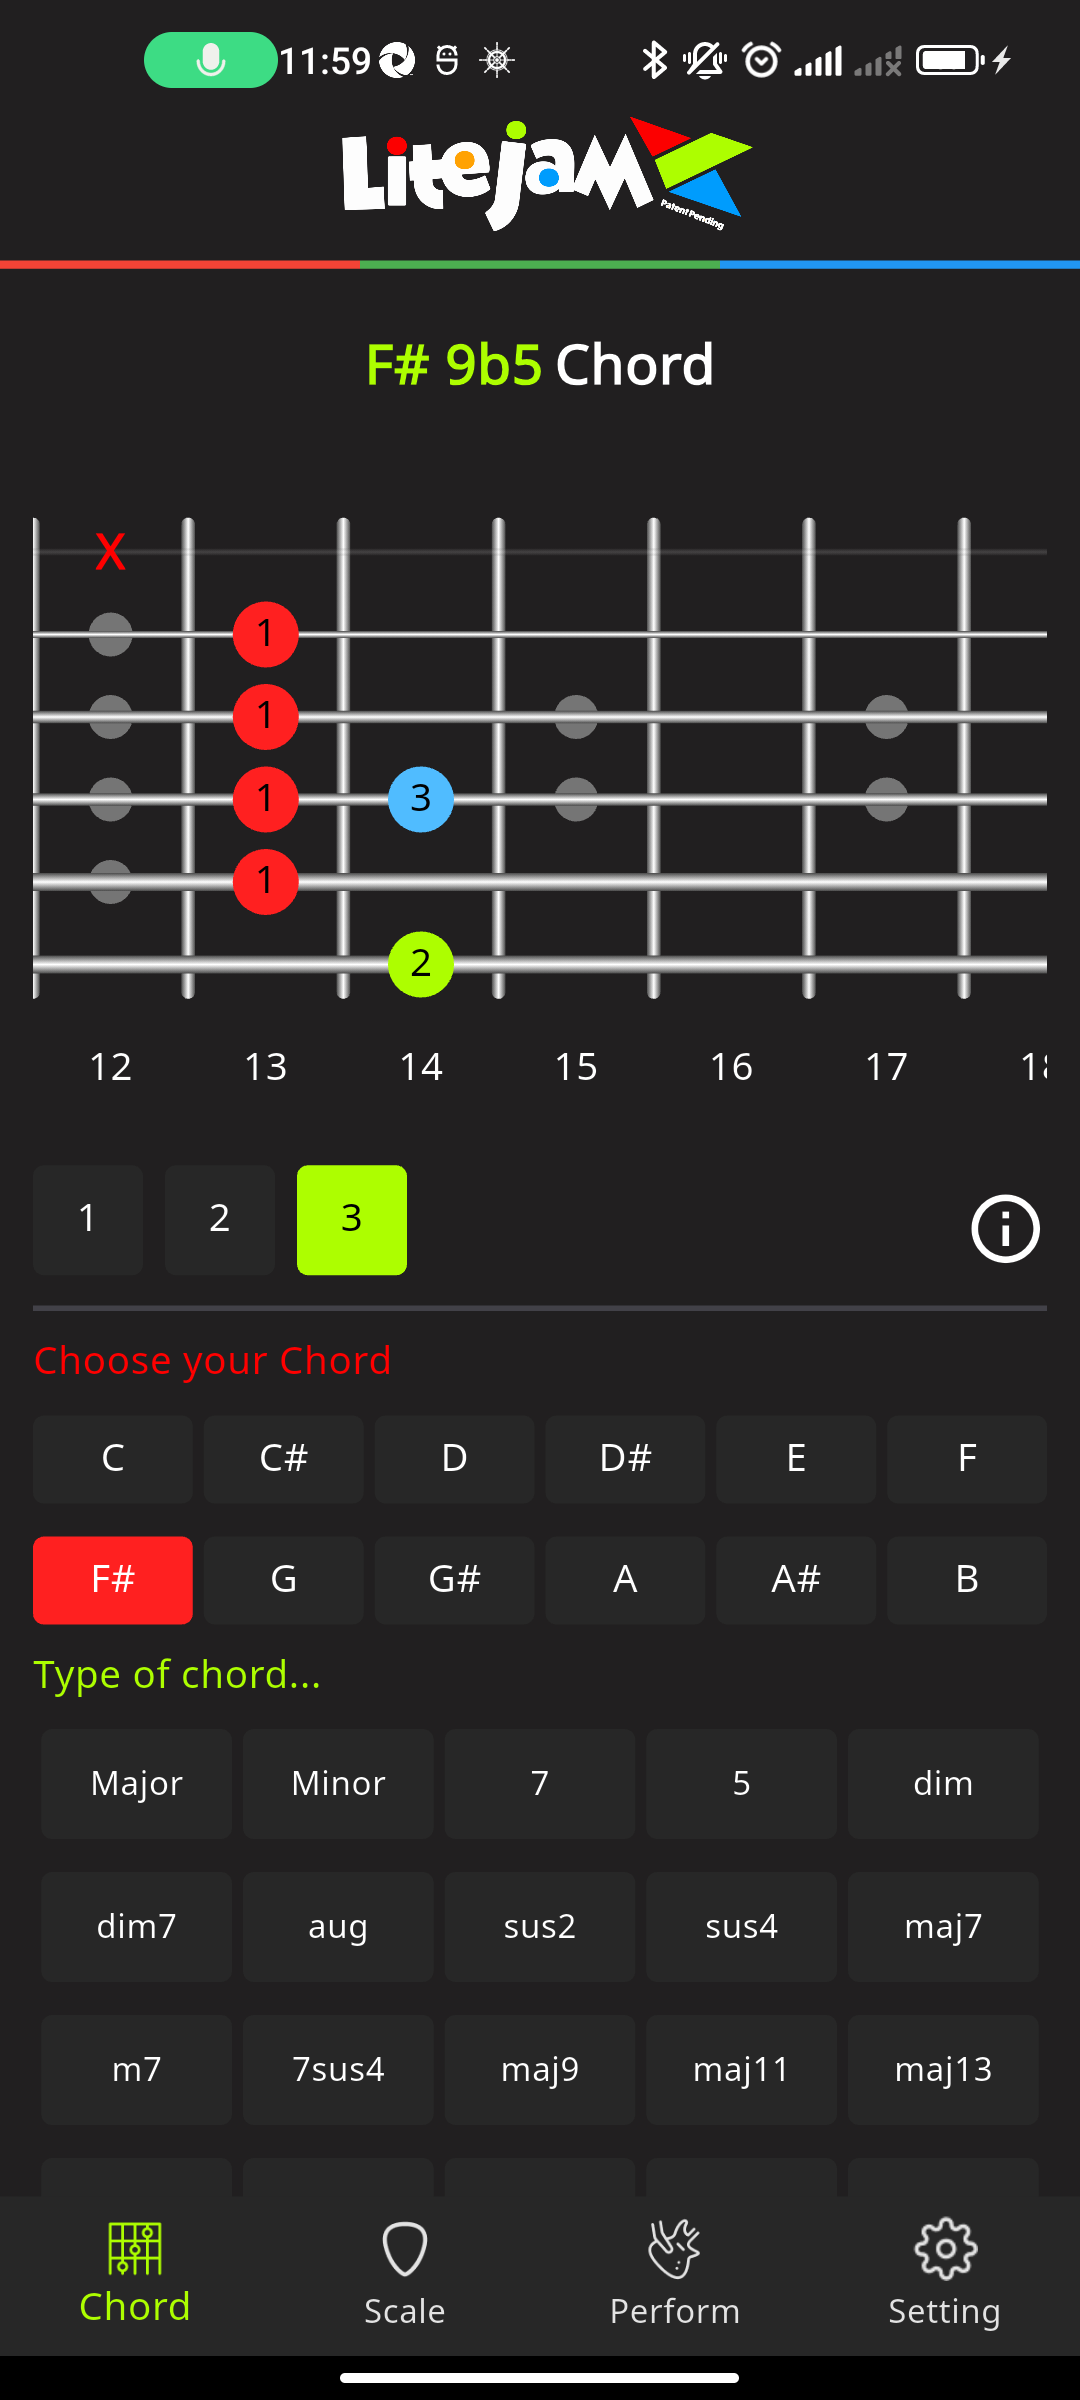 11:59
LiteJam
Patent Pending
F# 9b5 Chord
X
1
1
1 3
1
2
12 13 14 15 16 17
1 2 3
Choose your Chord
C C# D D# E F
F# G G# A A# B
Type of chord...
Major Minor 7 5 dim
dim7 aug sus2 sus4 maj7
m7 7sus4 maj9 maj11 maj13
Chord Scale Perform Setting